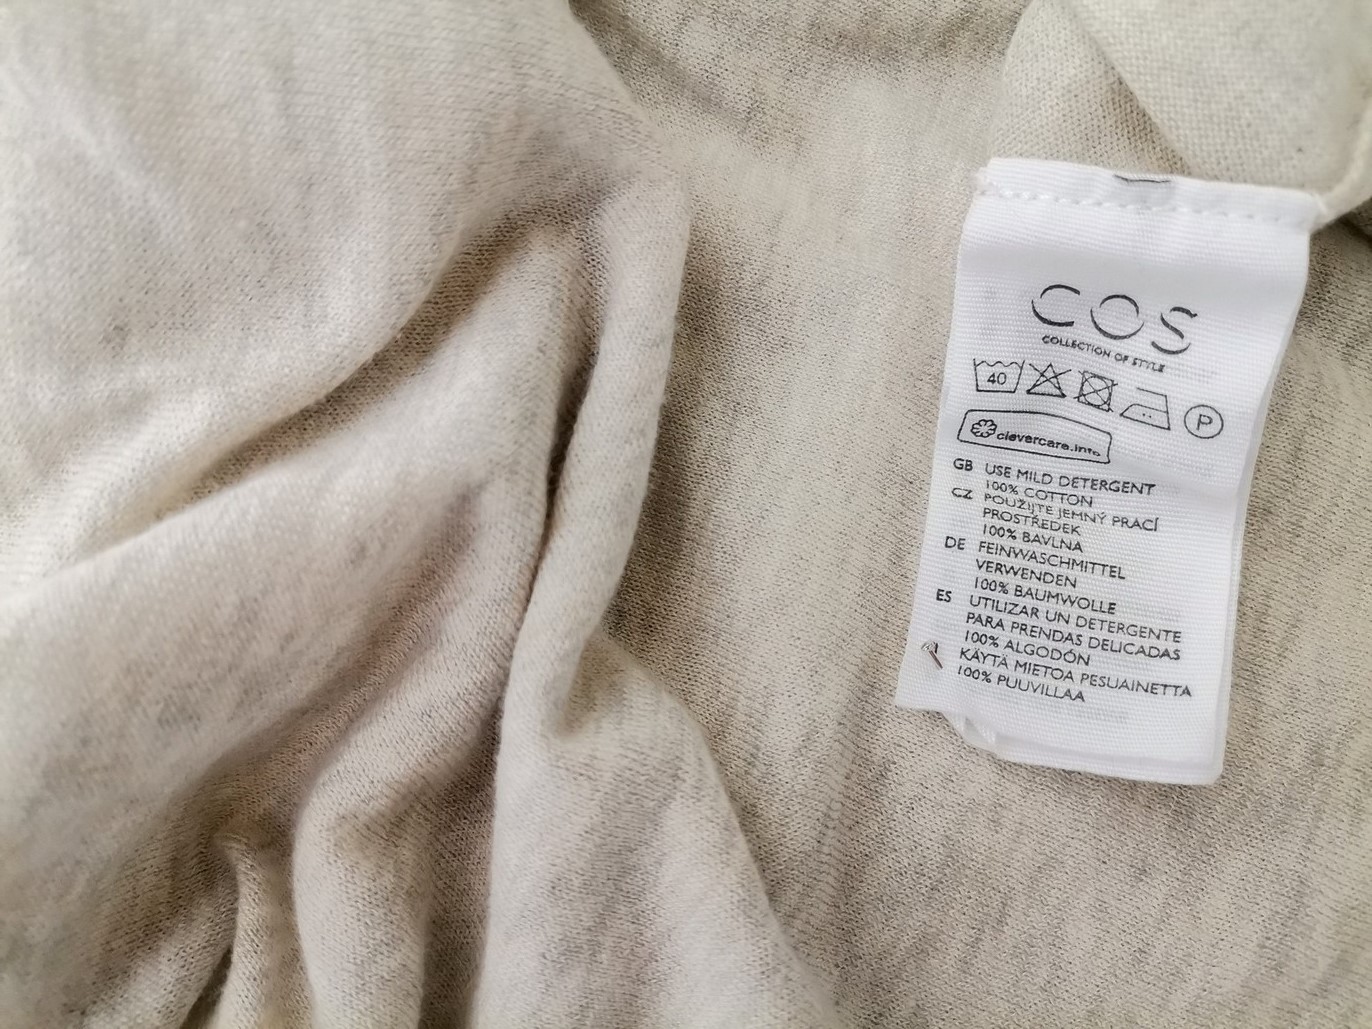 COS
COLLECTION OF STYLE
40 P
clevercare.info
GB USE MILD DETERGENT
100% COTTON
CZ POUŽIJTE JEMNÝ PRACÍ
PROSTŘEDEK
100% BAVLNA
DE FEINWASCHMITTEL
VERWENDEN
100% BAUMWOLLE
ES UTILIZAR UN DETERGENTE
PARA PRENDAS DELICADAS
100% ALGODÓN
KÄYTÄ MIETOA PESUAINETTA
100% PUUVILLAA